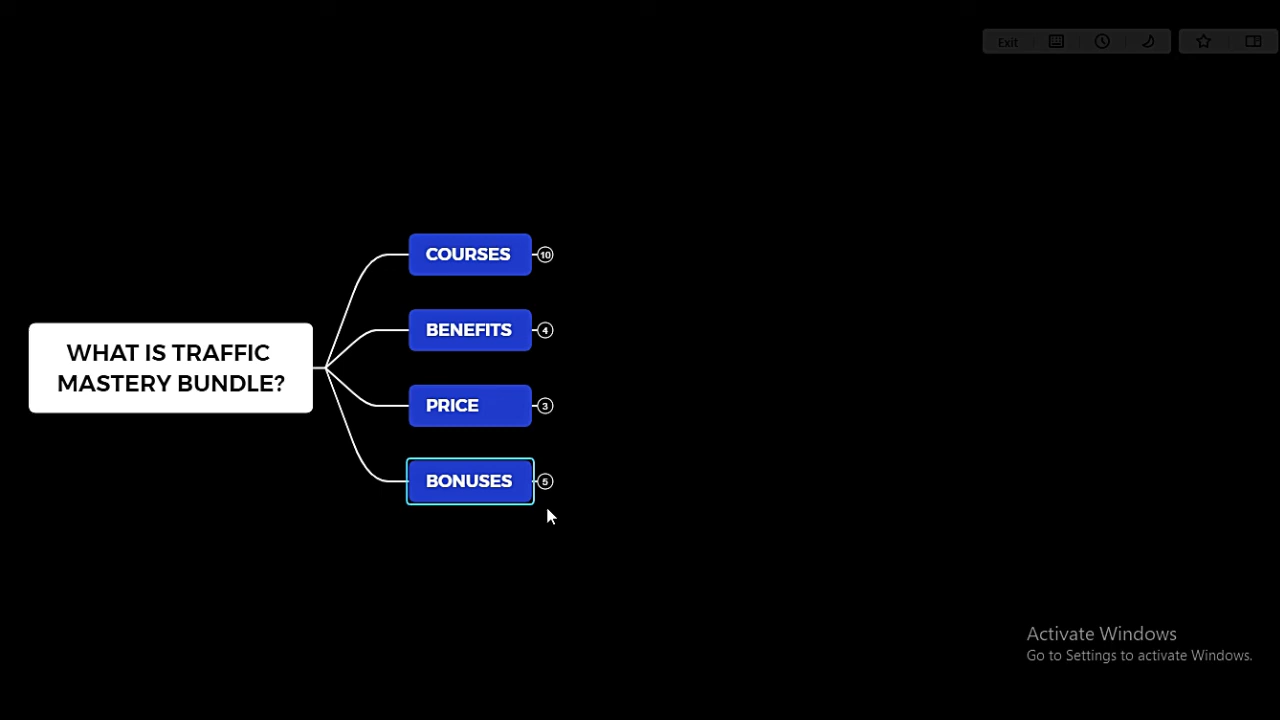 Exit
COURSES 10
BENEFITS 4
WHAT IS TRAFFIC
MASTERY BUNDLE?
PRICE 3
BONUSES 5
Activate Windows
Go to Settings to activate Windows.